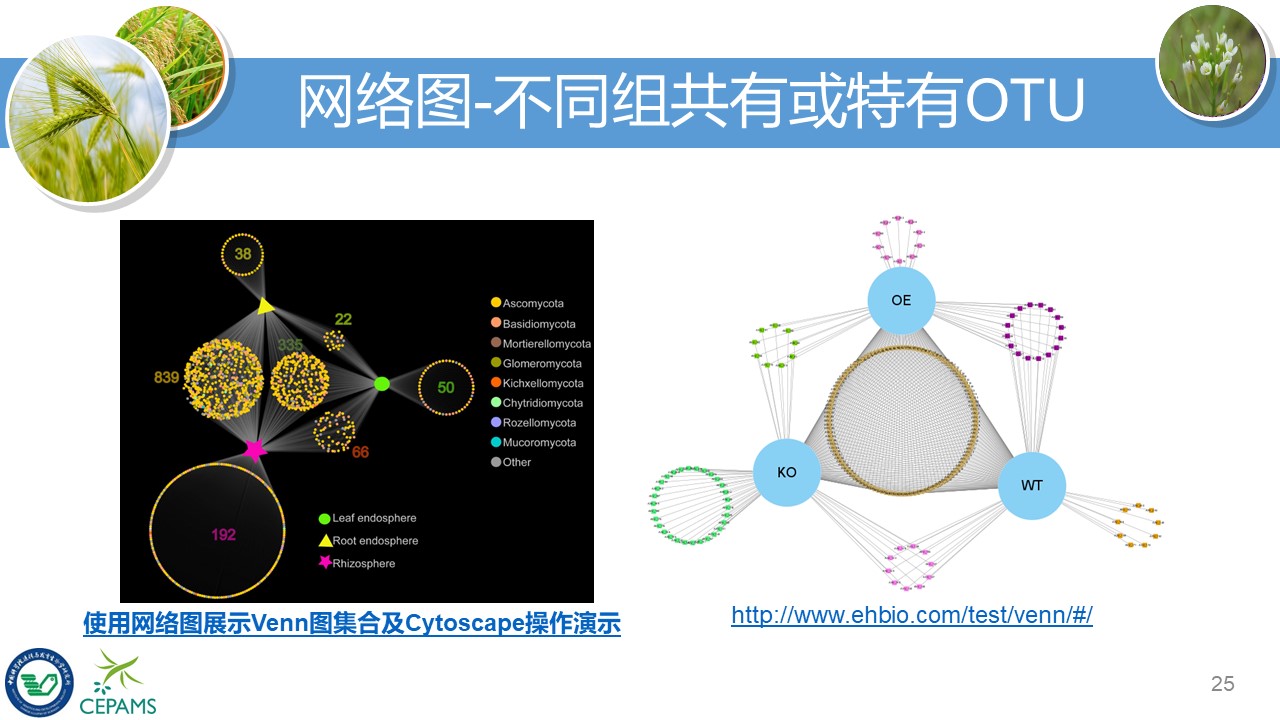 网络图-不同组共有或特有OTU
38
22
335
839
50
66
192
Ascomycota
Basidiomycota
Mortierellomycota
Glomeromycota
Kichxellomycota
Chytridiomycota
Rozellomycota
Mucoromycota
Other
Leaf endosphere
Root endosphere
Rhizosphere
OE
KO
WT
使用网络图展示Venn图集合及Cytoscape操作演示
http://www.ehbio.com/test/venn/#/
CEPAMS
25